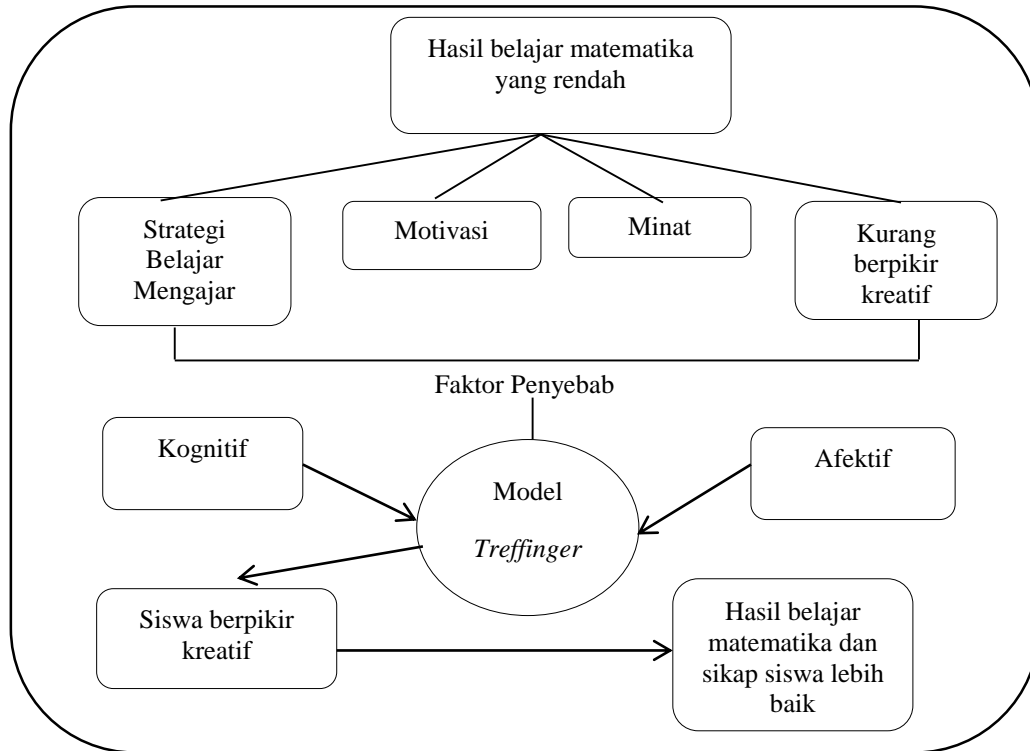 Hasil belajar matematika
yang rendah
Strategi
Belajar
Mengajar
Motivasi
Minat
Kurang
berpikir
kreatif
Faktor Penyebab
Kognitif
Model
Treffinger
Afektif
Siswa berpikir
kreatif
Hasil belajar
matematika dan
sikap siswa lebih
baik